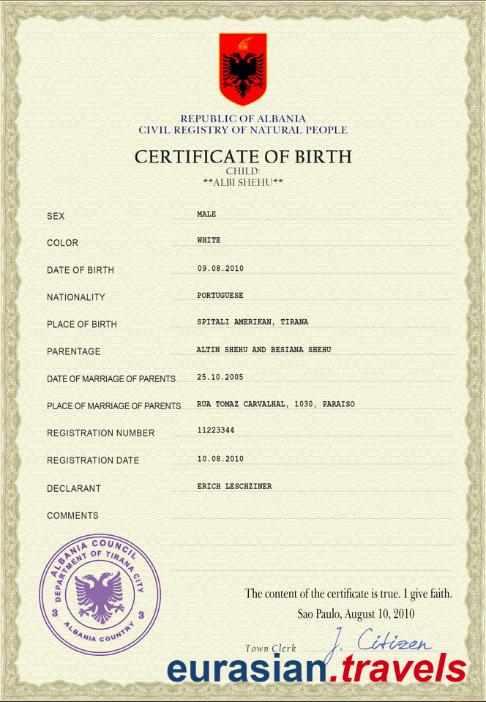 REPUBLIC OF ALBANIA
CIVIL REGISTRY OF NATURAL PEOPLE
CERTIFICATE OF BIRTH
CHILD:
**ALBI SHEHU**
SEX MALE
COLOR WHITE
DATE OF BIRTH 09.08.2010
NATIONALITY PORTUGUESE
PLACE OF BIRTH SPITALI AMERIKAN, TIRANA
PARENTAGE ALTIN SHEHU AND BESIANA SHEHU
DATE OF MARRIAGE OF PARENTS 25.10.2005
PLACE OF MARRIAGE OF PARENTS RUA TOMAZ CARVALHAL, 1030, PARAISO
REGISTRATION NUMBER 11223344
REGISTRATION DATE 10.08.2010
DECLARANT ERICH LESCHZINER
COMMENTS
ALBANIA COUNCIL
DEPARTMENT OF TIRANA CITY
3 3
ALBANIA COUNTRY
The content of the certificate is true. I give faith.
Sao Paulo, August 10, 2010
Town Clerk J. Citizen
eurasian.travels